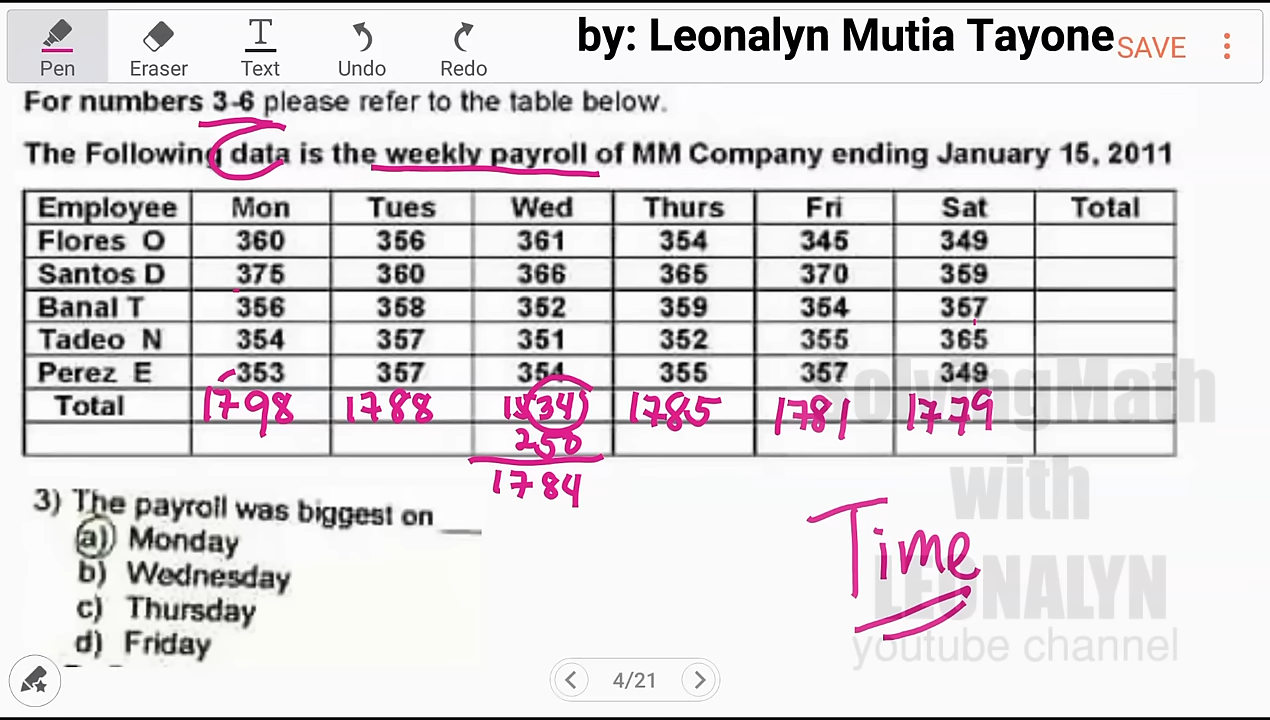 by: Leonalyn Mutia Tayone
SAVE
Pen Eraser Text Undo Redo
For numbers 3-6 please refer to the table below.
The Following data is the weekly payroll of MM Company ending January 15, 2011
Employee Mon Tues Wed Thurs Fri Sat Total
Flores O 360 356 361 354 345 349
Santos D 375 360 366 365 370 359
Banal T 356 358 352 359 354 357
Tadeo N 354 357 351 352 355 365
Perez E 353 357 354 355 357 349
Total 1798 1788 1785 1781 1779
1784
3) The payroll was biggest on ___
a) Monday
b) Wednesday
c) Thursday
d) Friday
Time
SolvingMath
with
LEONALYN
youtube channel
4/21